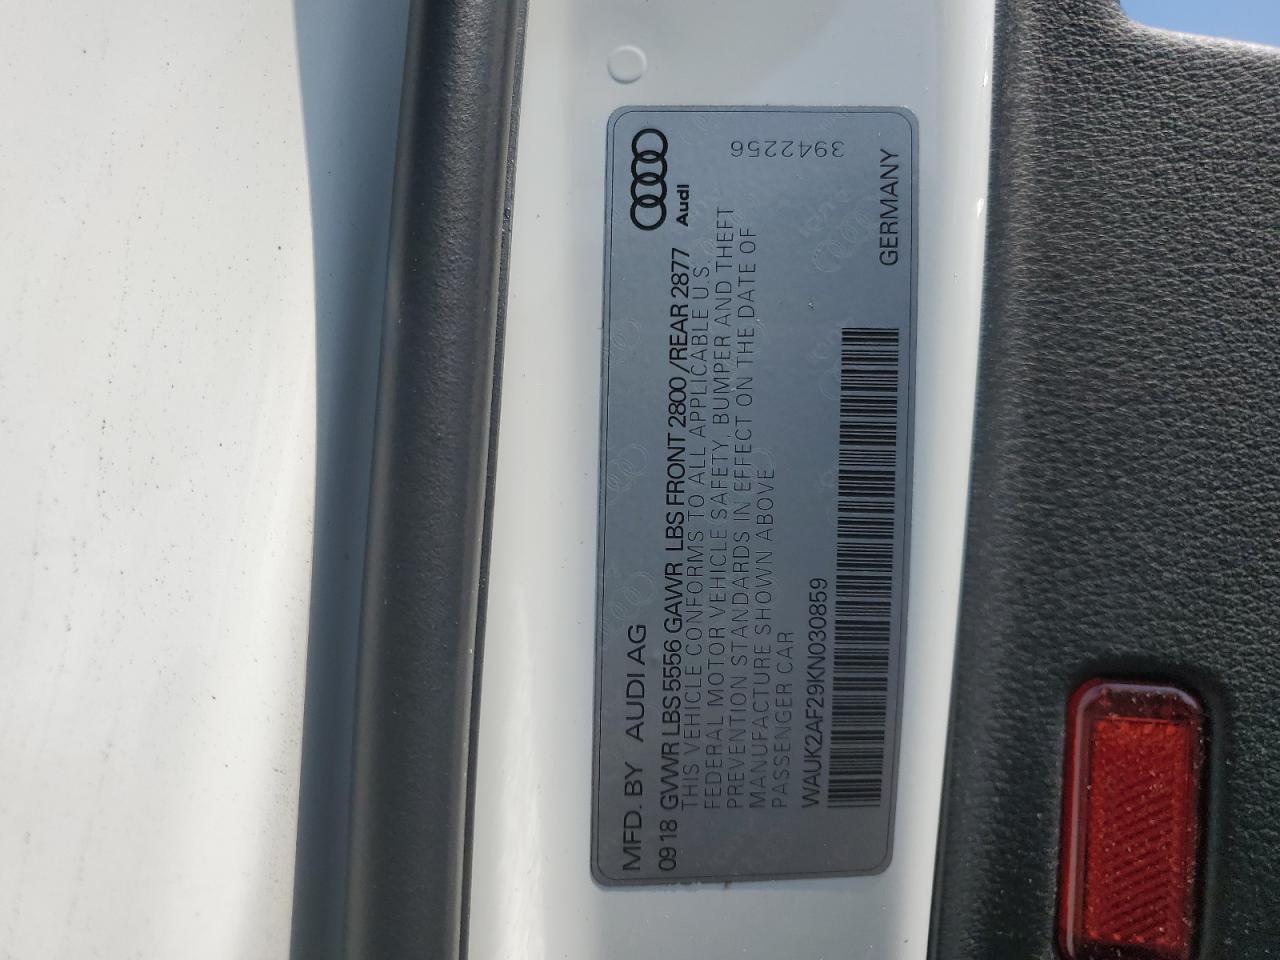 MFD. BY AUDI AG
Audi
0918 GVWR LBS 5556 GAWR LBS FRONT 2800 /REAR 2877
THIS VEHICLE CONFORMS TO ALL APPLICABLE U.S.
FEDERAL MOTOR VEHICLE SAFETY, BUMPER AND THEFT
PREVENTION STANDARDS IN EFFECT ON THE DATE OF
MANUFACTURE SHOWN ABOVE
PASSENGER CAR
3942256
WAUK2AF29KN030859
GERMANY